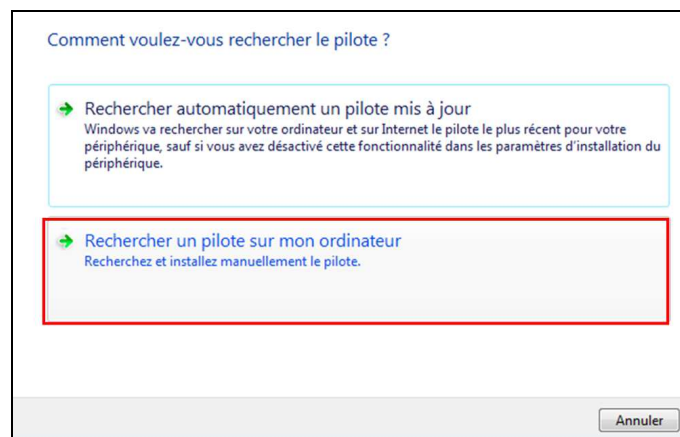 Comment voulez-vous rechercher le pilote ?
Rechercher automatiquement un pilote mis à jour
Windows va rechercher sur votre ordinateur et sur Internet le pilote le plus récent pour votre
périphérique, sauf si vous avez désactivé cette fonctionnalité dans les paramètres d'installation du
périphérique.
Rechercher un pilote sur mon ordinateur
Recherchez et installez manuellement le pilote.
Annuler